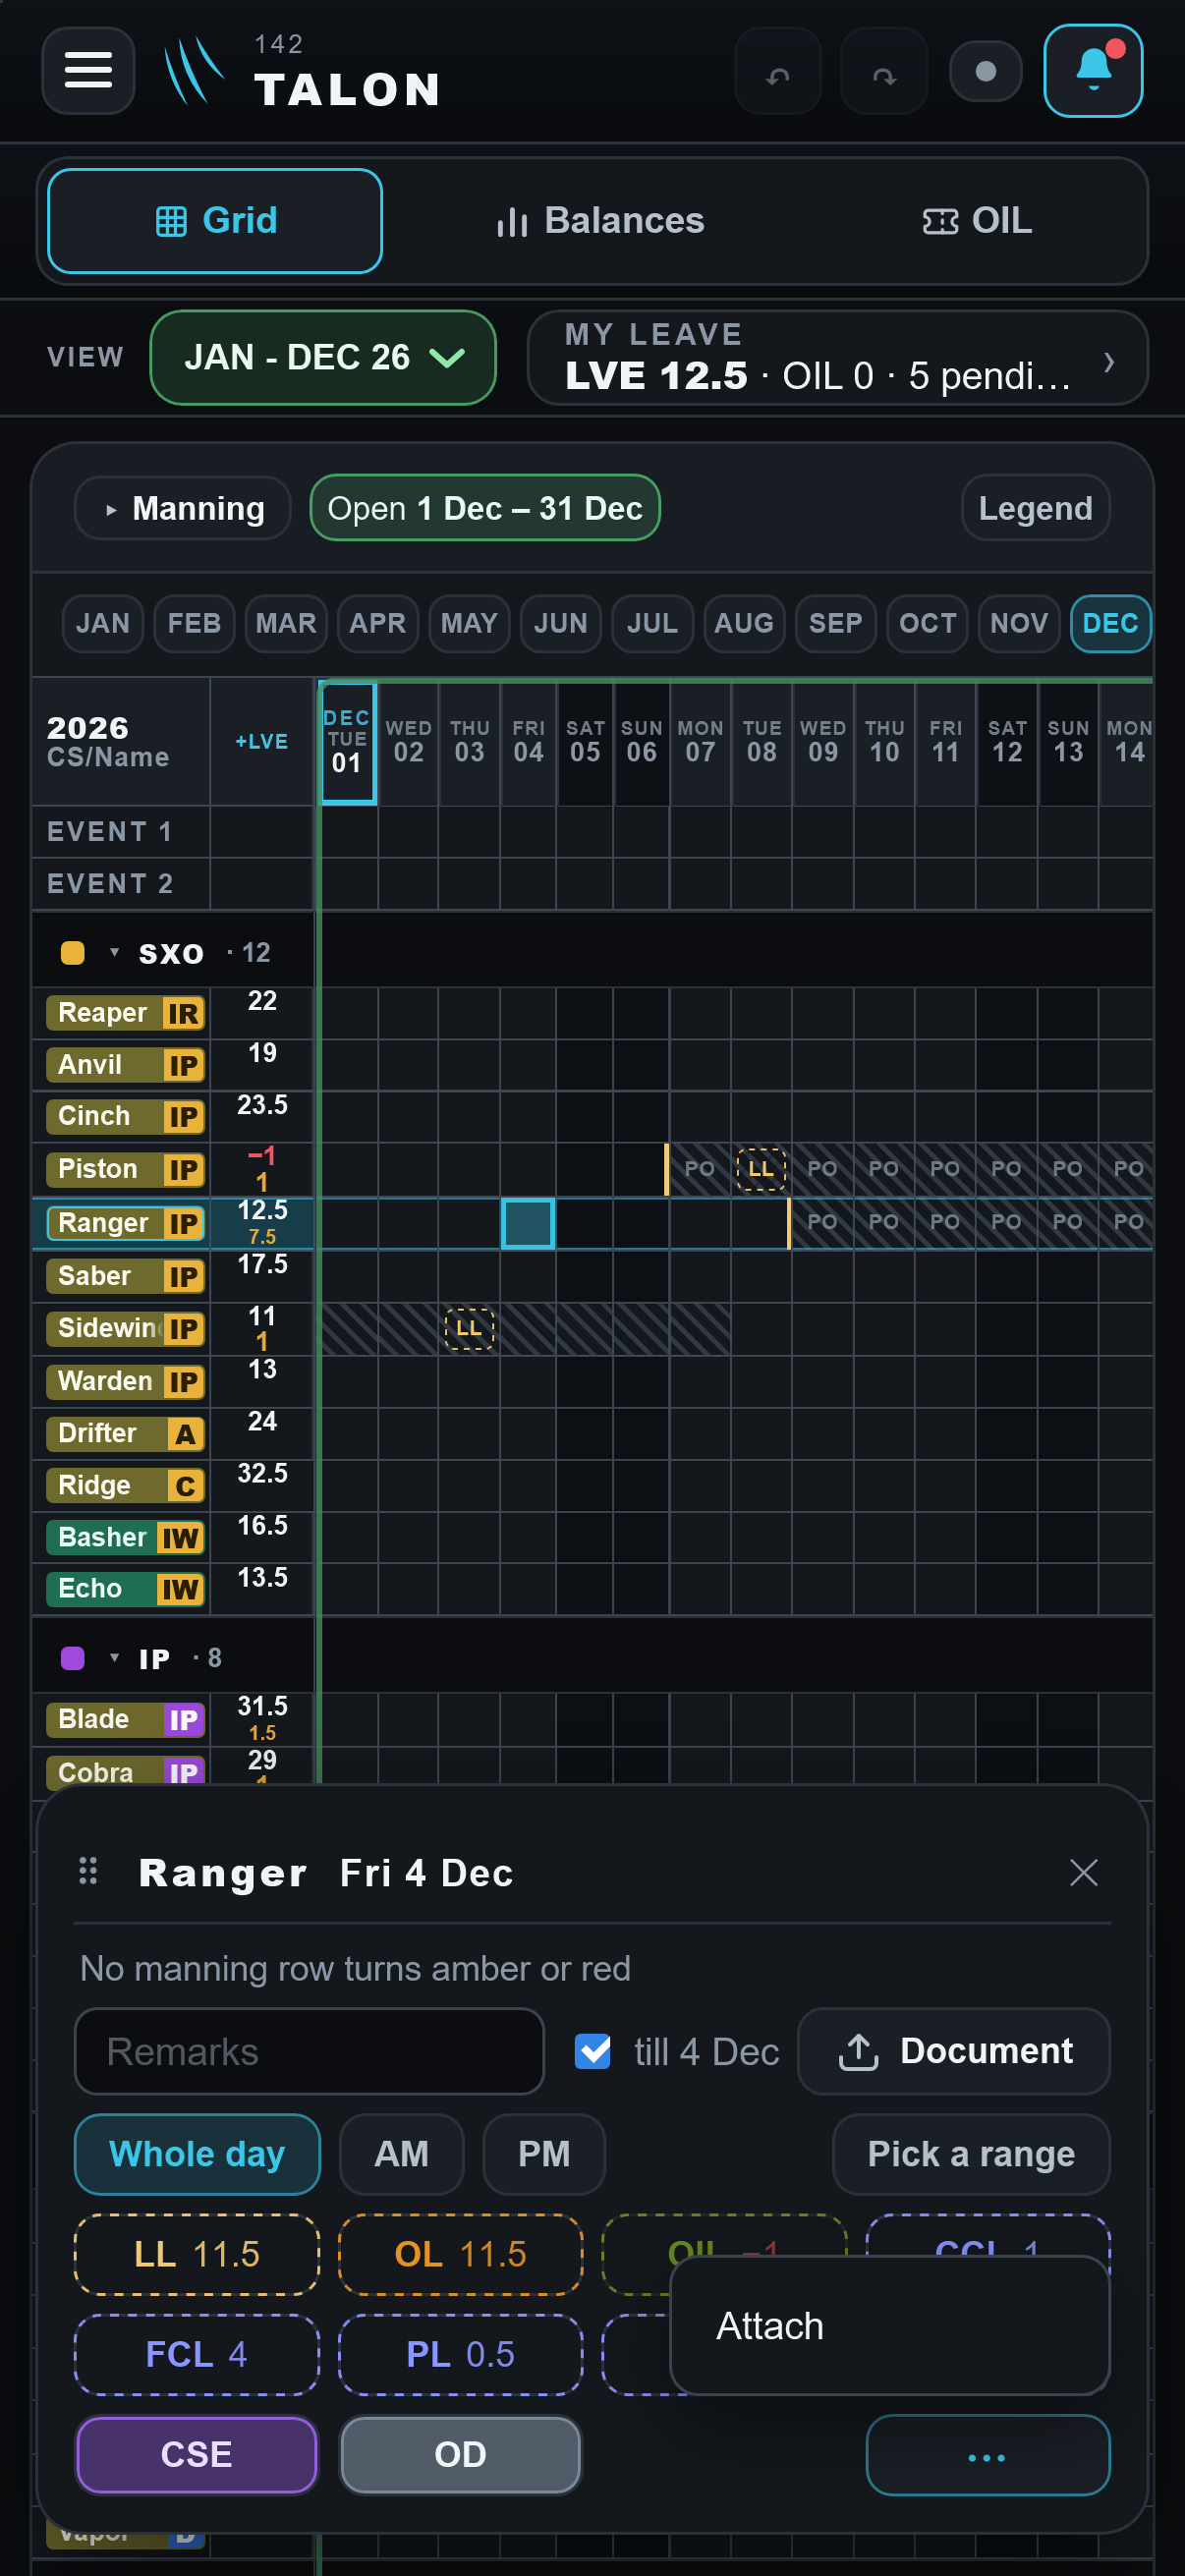 142
TALON
Grid
Balances
OIL
VIEW
JAN - DEC 26
MY LEAVE
LVE 12.5 · OIL 0 · 5 pendi…
Manning
Open 1 Dec – 31 Dec
Legend
JAN FEB MAR APR MAY JUN JUL AUG SEP OCT NOV DEC
2026
CS/Name
+LVE
DEC TUE 01
WED 02
THU 03
FRI 04
SAT 05
SUN 06
MON 07
TUE 08
WED 09
THU 10
FRI 11
SAT 12
SUN 13
MON 14
EVENT 1
EVENT 2
SXO · 12
Reaper IR 22
Anvil IP 19
Cinch IP 23.5
Piston IP −1 1 PO LL PO PO PO PO PO PO
Ranger IP 12.5 7.5 PO PO PO PO PO PO
Saber IP 17.5
Sidewin IP 11 1 LL
Warden IP 13
Drifter A 24
Ridge C 32.5
Basher IW 16.5
Echo IW 13.5
IP · 8
Blade IP 31.5 1.5
Cobra IP 29
Ranger Fri 4 Dec
No manning row turns amber or red
Remarks
till 4 Dec
Document
Whole day
AM
PM
Pick a range
LL 11.5
OL 11.5
OIL −1
CCL 1
FCL 4
PL 0.5
Attach
CSE
OD
...